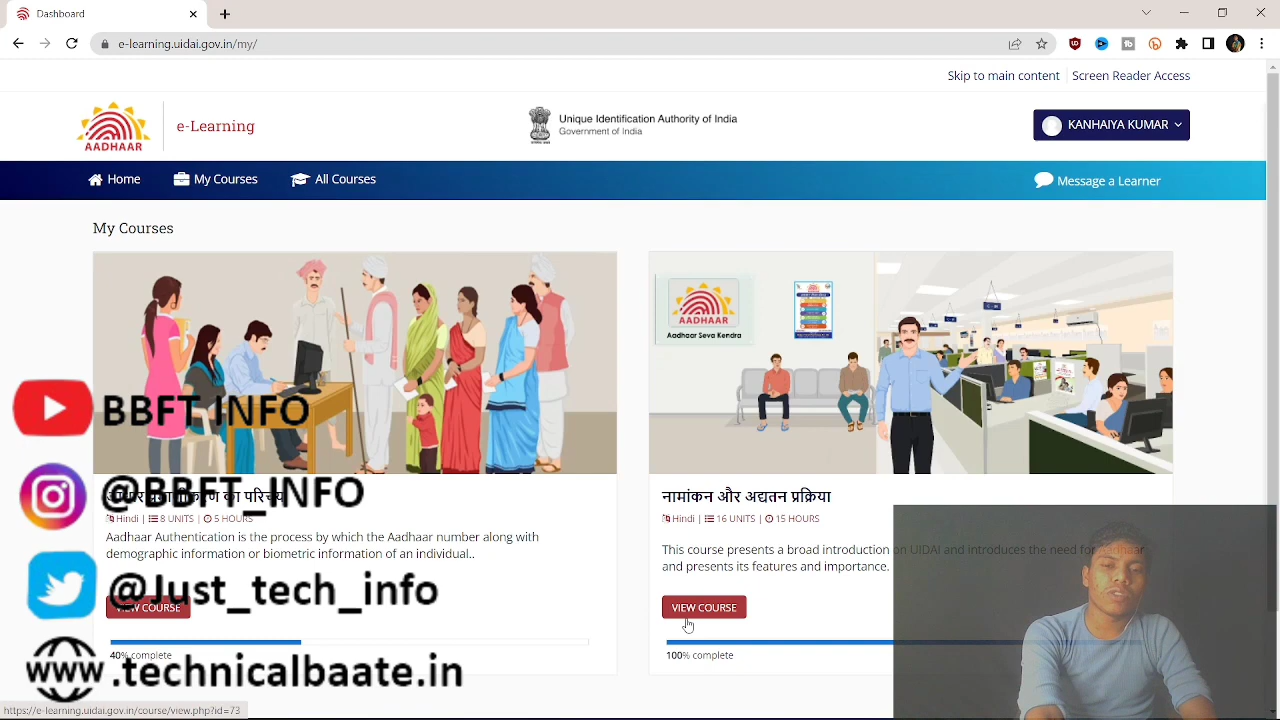 Dashboard
e-learning.uidai.gov.in/my/
Skip to main content
Screen Reader Access
AADHAAR
e-Learning
Unique Identification Authority of India
Government of India
KANHAIYA KUMAR
Home
My Courses
All Courses
Message a Learner
My Courses
AADHAAR
Aadhaar Seva Kendra
BBFT INFO
@BBFT_INFO
का परिचय
Hindi | 8 UNITS | 5 HOURS
Aadhaar Authentication is the process by which the Aadhaar number along with
demographic information or biometric information of an individual..
@Just_tech_info
VIEW COURSE
40% complete
www.technicalbaate.in
नामांकन और अद्यतन प्रक्रिया
Hindi | 16 UNITS | 15 HOURS
This course presents a broad introduction on UIDAI and introduces the need for Aadhaar
and presents its features and importance.
VIEW COURSE
100% complete
https://e-learning.uidai.gov.in/course/view.php?id=73